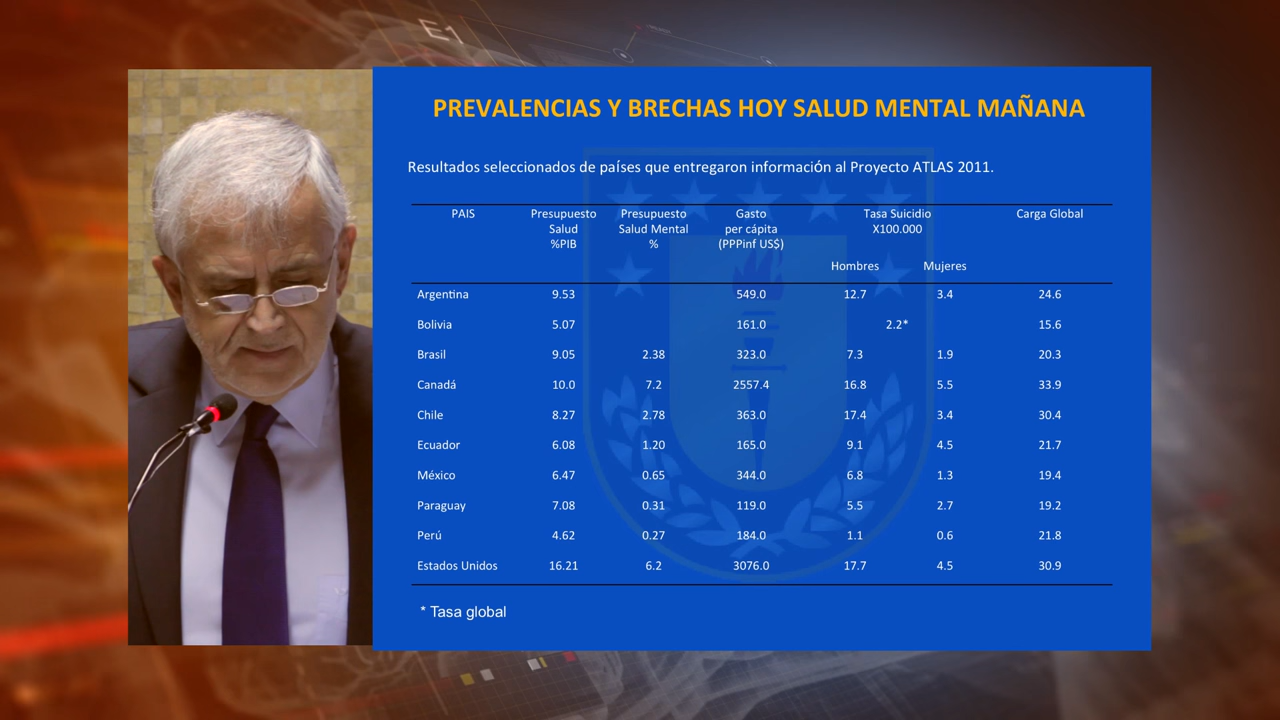 E1
PREVALENCIAS Y BRECHAS HOY SALUD MENTAL MAÑANA
Resultados seleccionados de países que entregaron información al Proyecto ATLAS 2011.
PAIS Presupuesto Salud %PIB Presupuesto Salud Mental % Gasto per cápita (PPPinf US$) Tasa Suicidio X100.000 Carga Global
Hombres Mujeres
Argentina 9.53 549.0 12.7 3.4 24.6
Bolivia 5.07 161.0 2.2* 15.6
Brasil 9.05 2.38 323.0 7.3 1.9 20.3
Canadá 10.0 7.2 2557.4 16.8 5.5 33.9
Chile 8.27 2.78 363.0 17.4 3.4 30.4
Ecuador 6.08 1.20 165.0 9.1 4.5 21.7
México 6.47 0.65 344.0 6.8 1.3 19.4
Paraguay 7.08 0.31 119.0 5.5 2.7 19.2
Perú 4.62 0.27 184.0 1.1 0.6 21.8
Estados Unidos 16.21 6.2 3076.0 17.7 4.5 30.9
* Tasa global